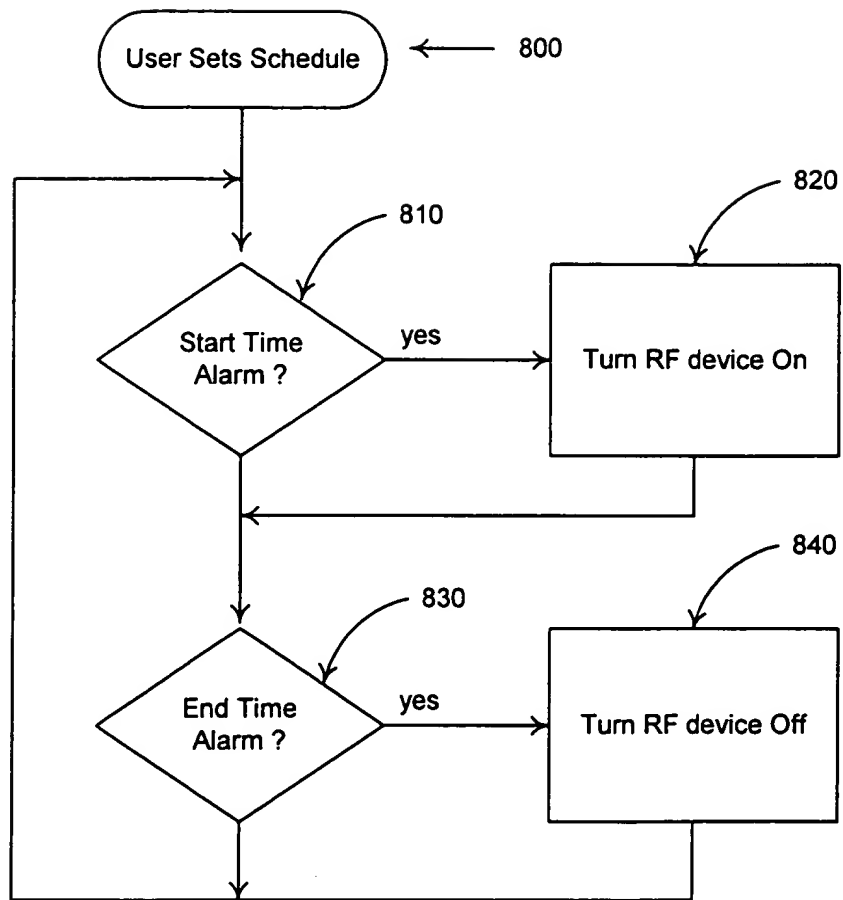 User Sets Schedule
800
820
810
Start Time
Alarm ?
yes
Turn RF device On
840
830
End Time
Alarm ?
yes
Turn RF device Off